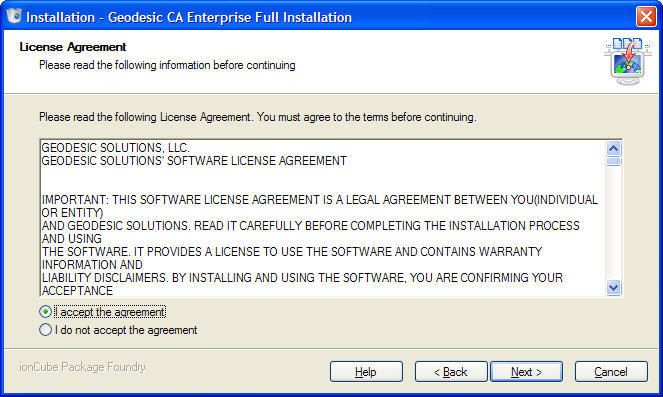 Installation - Geodesic CA Enterprise Full Installation
License Agreement
Please read the following information before continuing
Please read the following License Agreement. You must agree to the terms before continuing.
GEODESIC SOLUTIONS, LLC.
GEODESIC SOLUTIONS' SOFTWARE LICENSE AGREEMENT
IMPORTANT: THIS SOFTWARE LICENSE AGREEMENT IS A LEGAL AGREEMENT BETWEEN YOU(INDIVIDUAL
OR ENTITY)
AND GEODESIC SOLUTIONS. READ IT CAREFULLY BEFORE COMPLETING THE INSTALLATION PROCESS
AND USING
THE SOFTWARE. IT PROVIDES A LICENSE TO USE THE SOFTWARE AND CONTAINS WARRANTY
INFORMATION AND
LIABILITY DISCLAIMERS. BY INSTALLING AND USING THE SOFTWARE, YOU ARE CONFIRMING YOUR
ACCEPTANCE
I accept the agreement
I do not accept the agreement
ionCube Package Foundry
Help
< Back
Next >
Cancel